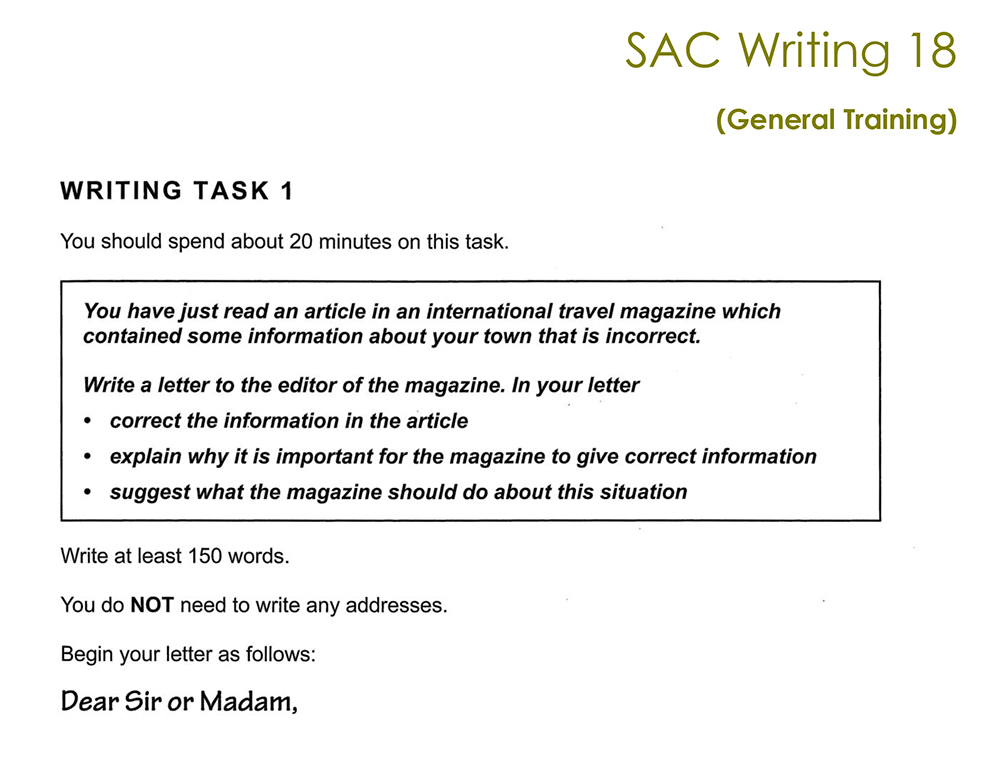 SAC Writing 18
(General Training)
WRITING TASK 1
You should spend about 20 minutes on this task.
You have just read an article in an international travel magazine which
contained some information about your town that is incorrect.
Write a letter to the editor of the magazine. In your letter
• correct the information in the article
• explain why it is important for the magazine to give correct information
• suggest what the magazine should do about this situation
Write at least 150 words.
You do NOT need to write any addresses.
Begin your letter as follows:
Dear Sir or Madam,